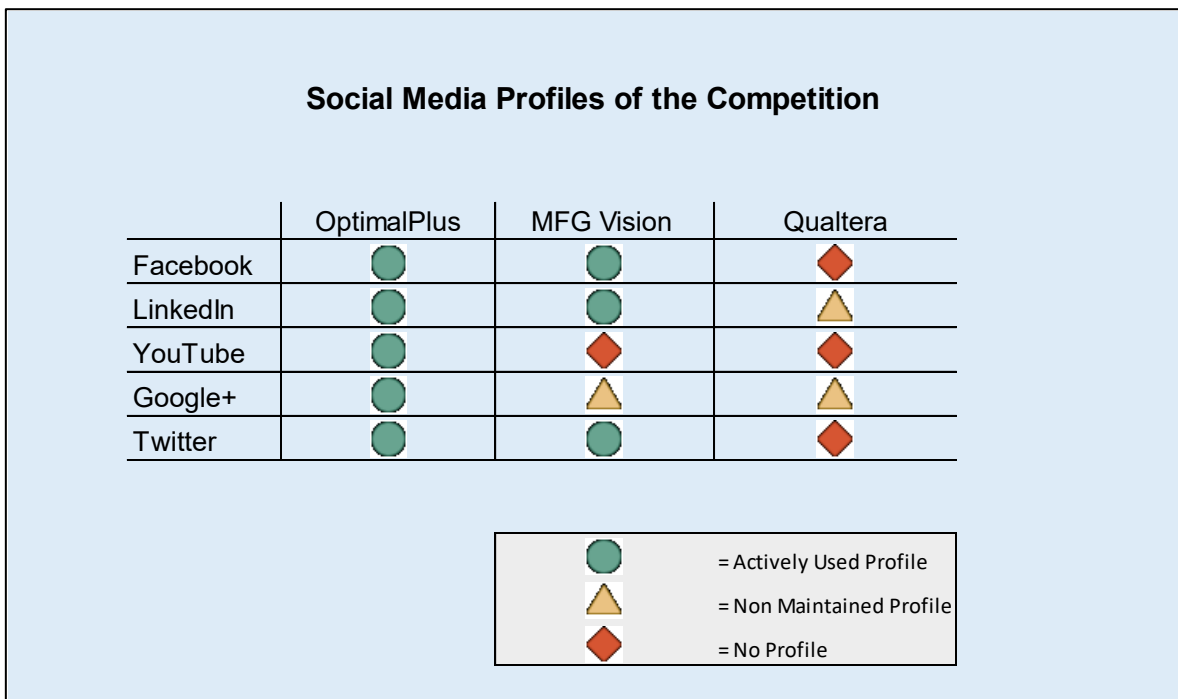 Social Media Profiles of the Competition
OptimalPlus MFG Vision Qualtera
Facebook
LinkedIn
YouTube
Google+
Twitter
= Actively Used Profile
= Non Maintained Profile
= No Profile